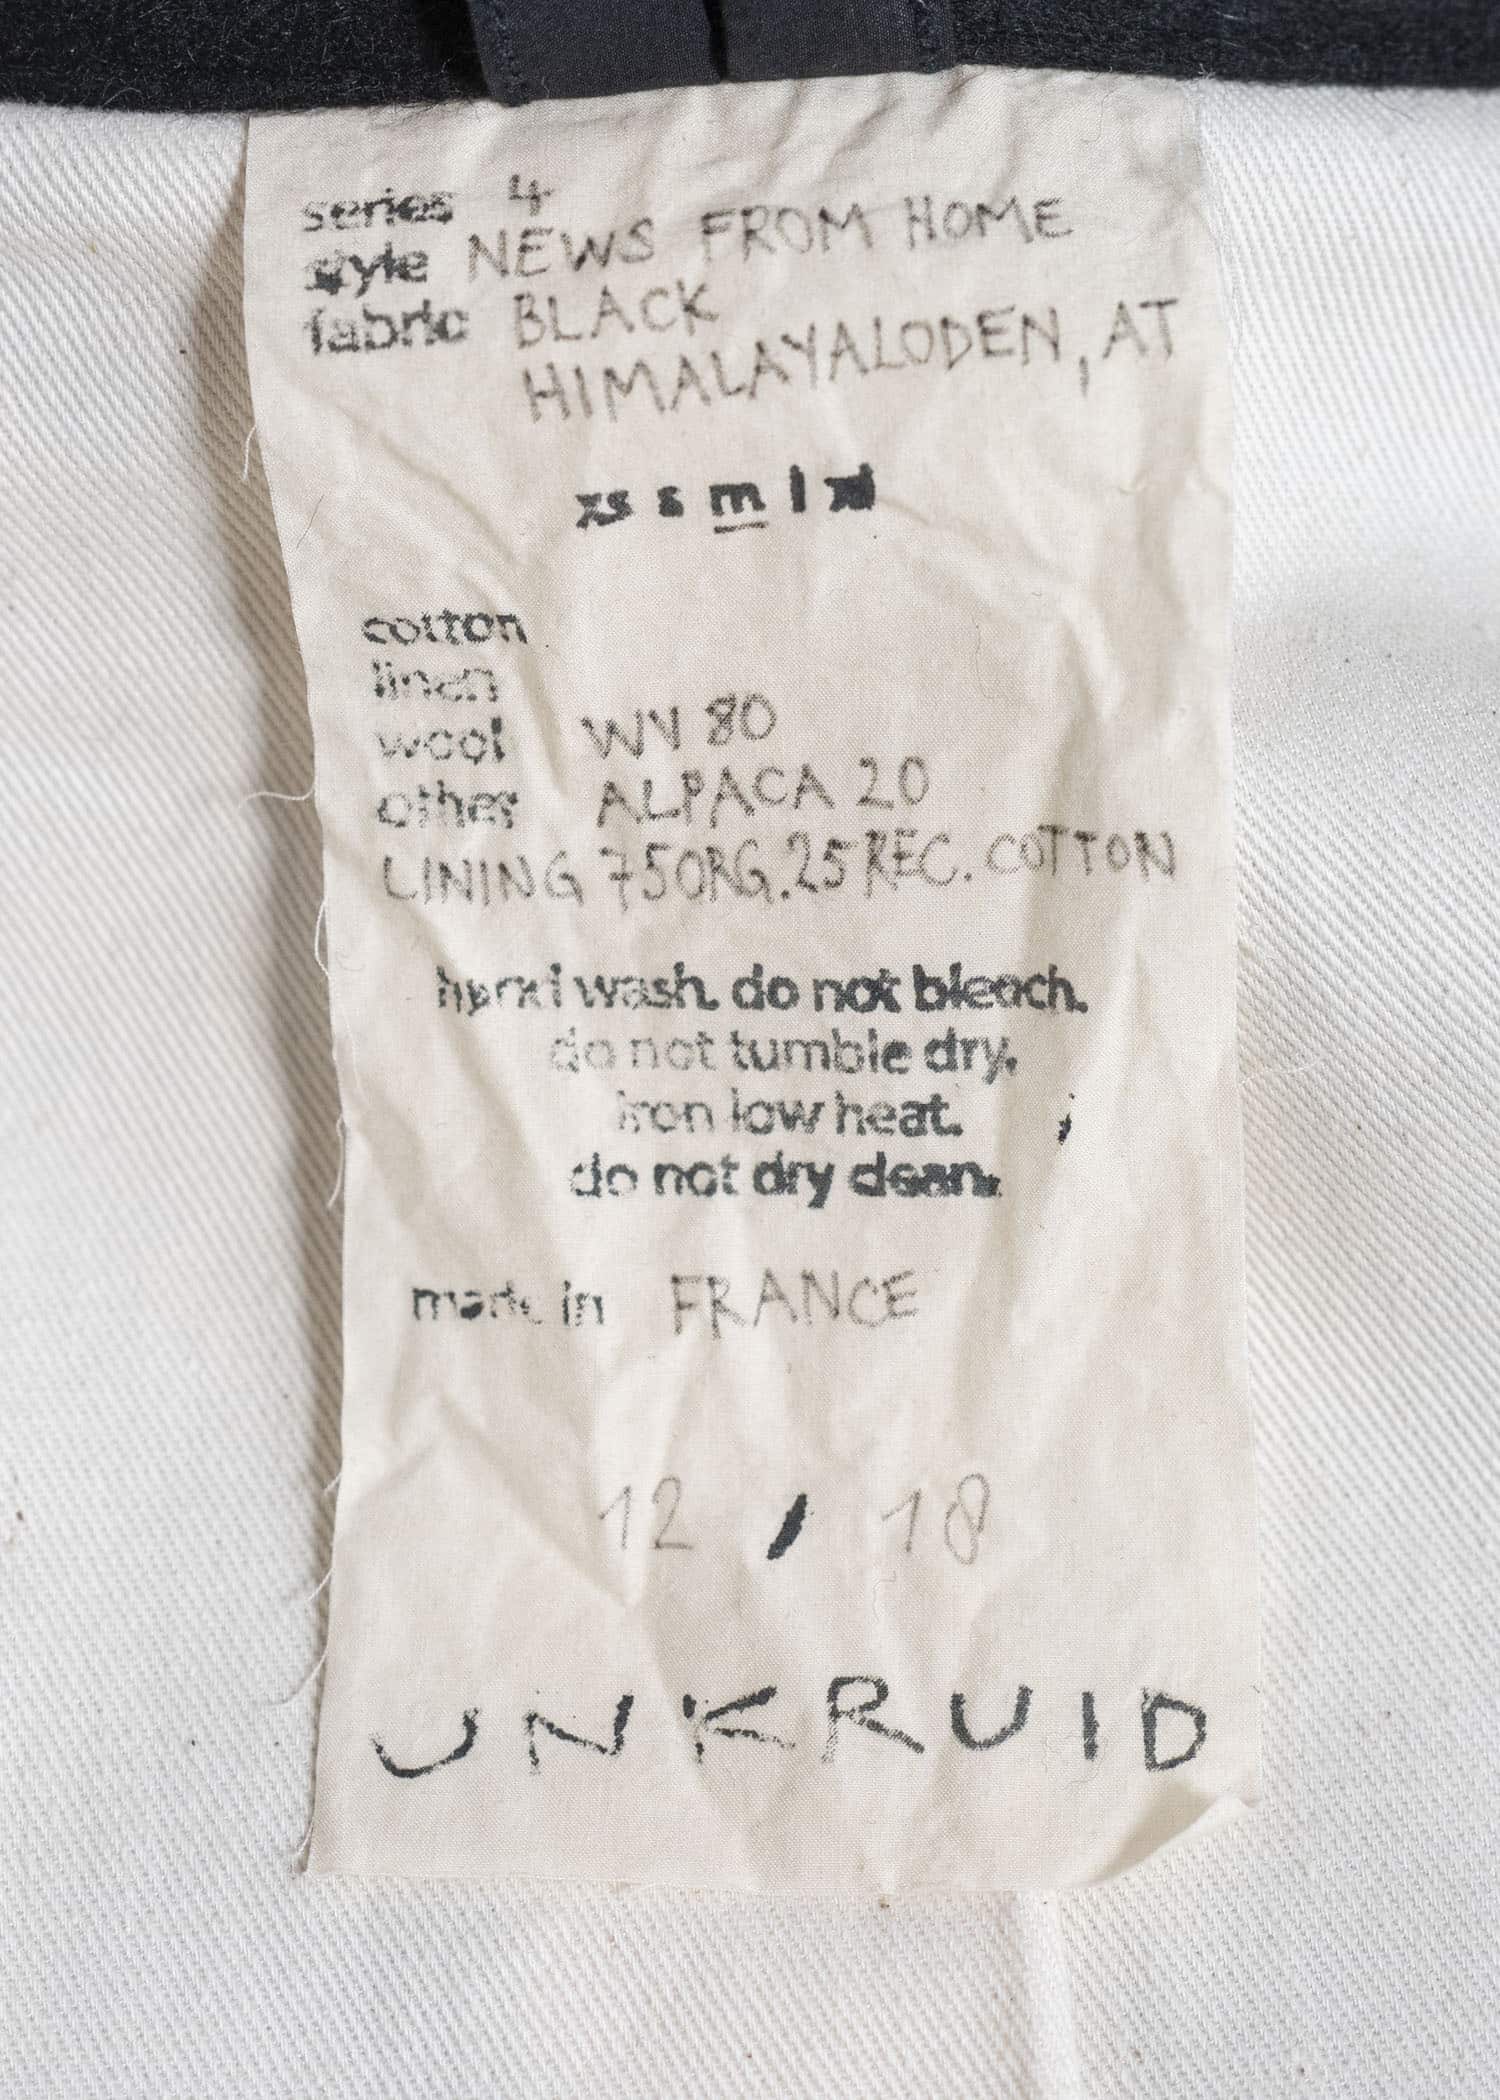 series 4
style NEWS FROM HOME
fabric BLACK
HIMALAYALODEN, AT
xs s m l xl
cotton
linen
wool WV 80
other ALPACA 20
LINING 75 ORG. 25 REC. COTTON
hand wash. do not bleach.
do not tumble dry.
iron low heat.
do not dry clean.
made in FRANCE
12 / 18
UNKRUID